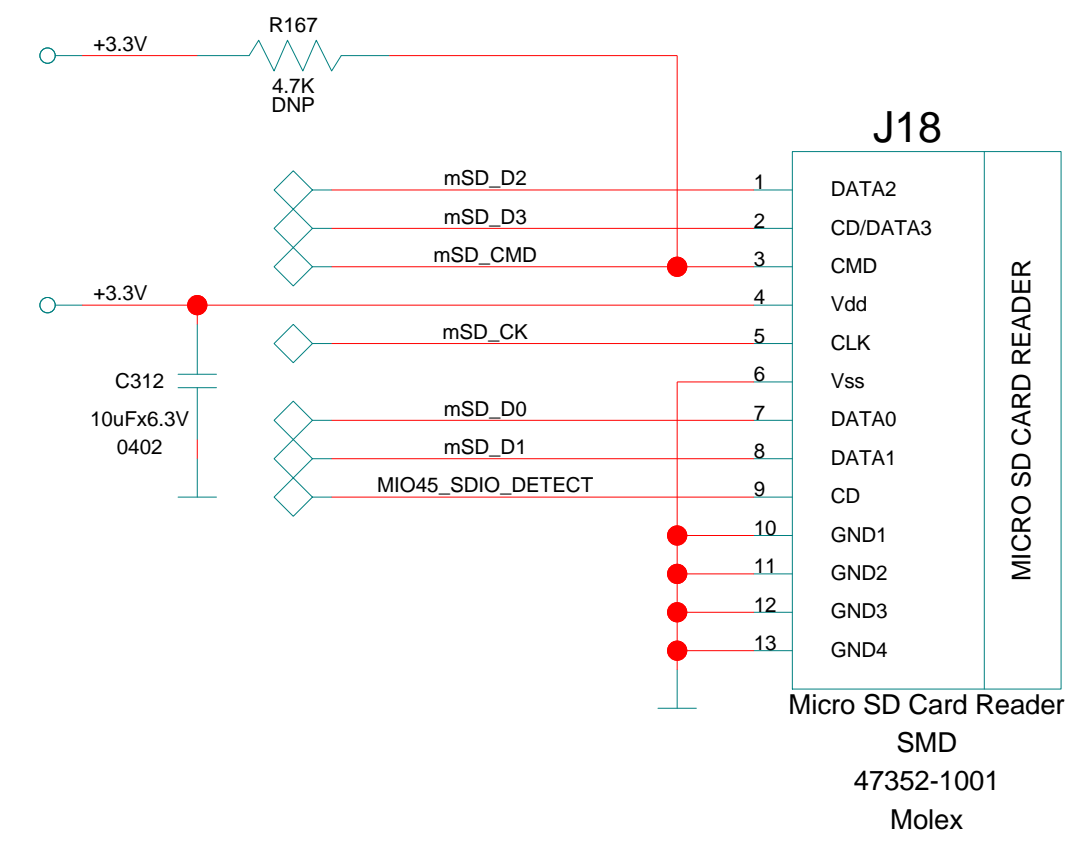 R167
+3.3V
4.7K
DNP
J18
mSD_D2 1 DATA2
mSD_D3 2 CD/DATA3
mSD_CMD 3 CMD
+3.3V 4 Vdd
mSD_CK 5 CLK
6 Vss
C312
10uFx6.3V
0402
mSD_D0 7 DATA0
mSD_D1 8 DATA1
MIO45_SDIO_DETECT 9 CD
10 GND1
11 GND2
12 GND3
13 GND4
MICRO SD CARD READER
Micro SD Card Reader
SMD
47352-1001
Molex